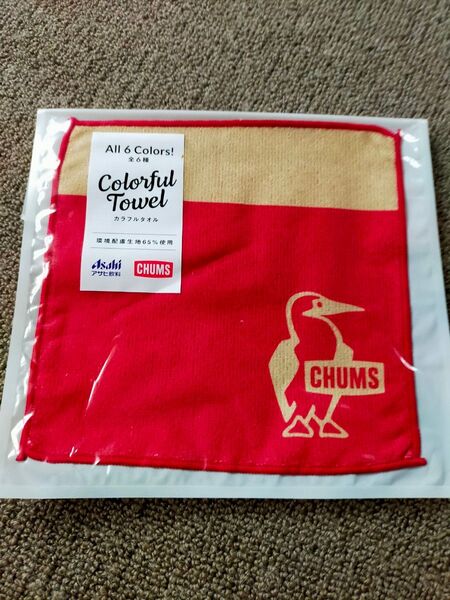 All 6 Colors!
全6種
Colorful
Towel
カラフルタオル
環境配慮生地65%使用
Asahi CHUMS
アサヒ飲料
CHUMS